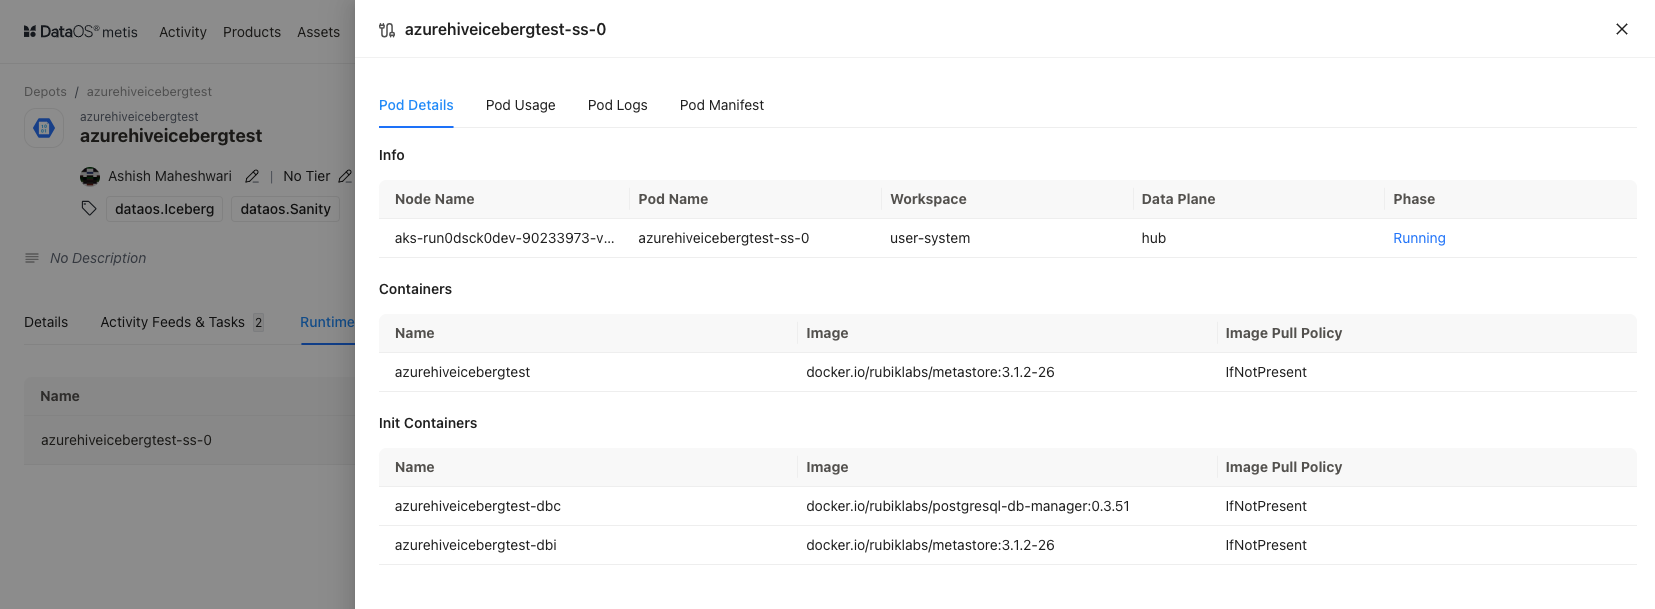 DataOS® metis Activity Products Assets
Depots / azurehiveicebergtest
azurehiveicebergtest
azurehiveicebergtest
Ashish Maheshwari | No Tier
dataos.Iceberg dataos.Sanity
No Description
Details Activity Feeds & Tasks 2 Runtime
Name
azurehiveicebergtest-ss-0
azurehiveicebergtest-ss-0
Pod Details Pod Usage Pod Logs Pod Manifest
Info
Node Name Pod Name Workspace Data Plane Phase
aks-run0dsck0dev-90233973-v... azurehiveicebergtest-ss-0 user-system hub Running
Containers
Name Image Image Pull Policy
azurehiveicebergtest docker.io/rubiklabs/metastore:3.1.2-26 IfNotPresent
Init Containers
Name Image Image Pull Policy
azurehiveicebergtest-dbc docker.io/rubiklabs/postgresql-db-manager:0.3.51 IfNotPresent
azurehiveicebergtest-dbi docker.io/rubiklabs/metastore:3.1.2-26 IfNotPresent